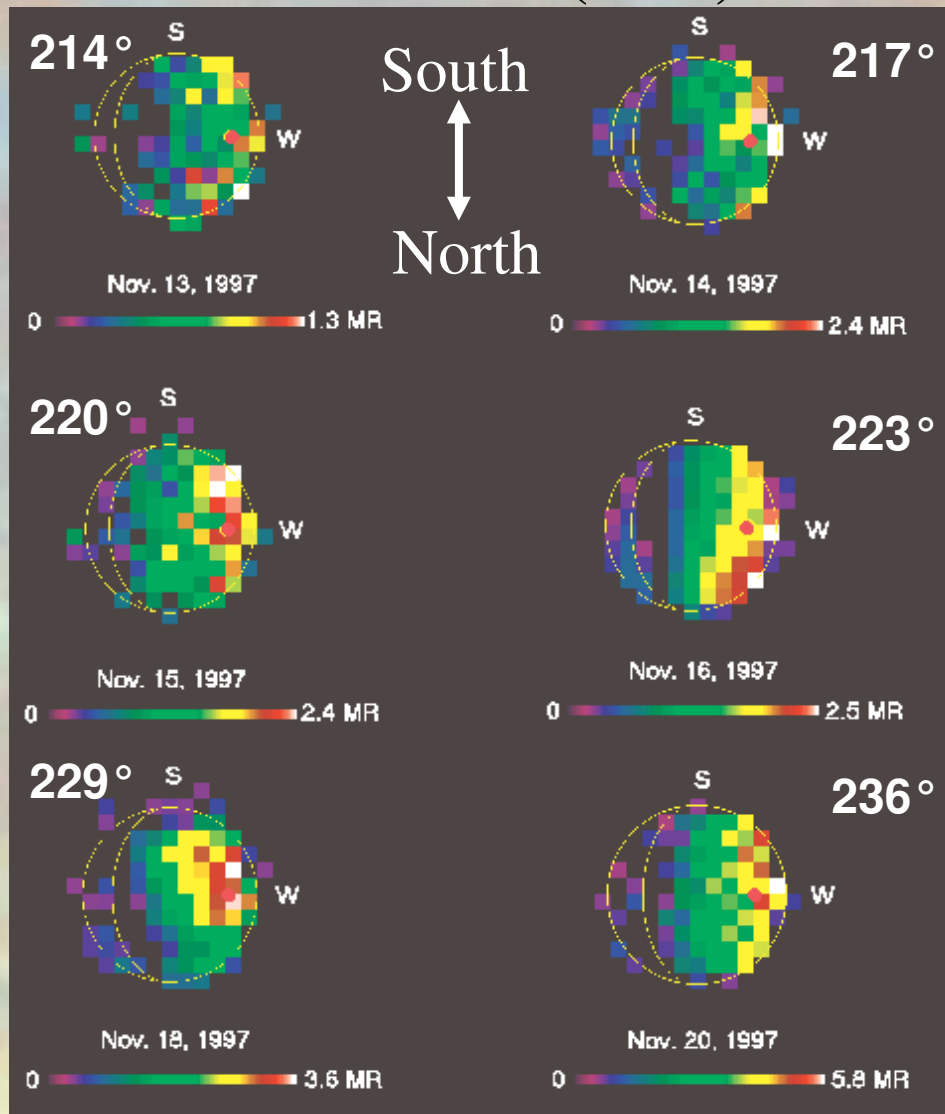 214° S South S 217°
W W
North
Nov. 13, 1997 Nov. 14, 1997
0 1.3 MR 0 2.4 MR
220° S S 223°
W W
Nov. 15, 1997 Nov. 16, 1997
0 2.4 MR 0 2.5 MR
229° S S 236°
W W
Nov. 18, 1997 Nov. 20, 1997
0 3.6 MR 0 5.8 MR